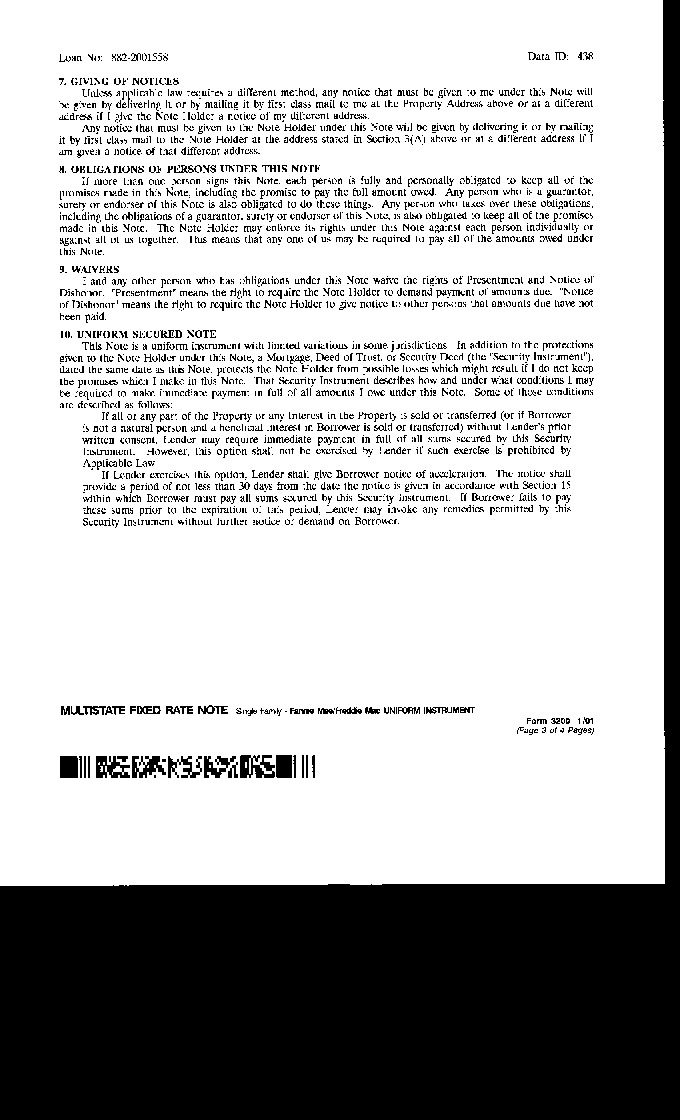 Loan No: 882-2001558 Data ID: 438
7. GIVING OF NOTICES
Unless applicable law requires a different method, any notice that must be given to me under this Note will
be given by delivering it or by mailing it by first class mail to me at the Property Address above or at a different
address if I give the Note Holder a notice of my different address.
Any notice that must be given to the Note Holder under this Note will be given by delivering it or by mailing
it by first class mail to the Note Holder at the address stated in Section 3(A) above or at a different address if I
am given a notice of that different address.
8. OBLIGATIONS OF PERSONS UNDER THIS NOTE
If more than one person signs this Note, each person is fully and personally obligated to keep all of the
promises made in this Note, including the promise to pay the full amount owed. Any person who is a guarantor,
surety or endorser of this Note is also obligated to do these things. Any person who takes over these obligations,
including the obligations of a guarantor, surety or endorser of this Note, is also obligated to keep all of the promises
made in this Note. The Note Holder may enforce its rights under this Note against each person individually or
against all of us together. This means that any one of us may be required to pay all of the amounts owed under
this Note.
9. WAIVERS
I and any other person who has obligations under this Note waive the rights of Presentment and Notice of
Dishonor. "Presentment" means the right to require the Note Holder to demand payment of amounts due. "Notice
of Dishonor" means the right to require the Note Holder to give notice to other persons that amounts due have not
been paid.
10. UNIFORM SECURED NOTE
This Note is a uniform instrument with limited variations in some jurisdictions. In addition to the protections
given to the Note Holder under this Note, a Mortgage, Deed of Trust, or Security Deed (the "Security Instrument"),
dated the same date as this Note, protects the Note Holder from possible losses which might result if I do not keep
the promises which I make in this Note. That Security Instrument describes how and under what conditions I may
be required to make immediate payment in full of all amounts I owe under this Note. Some of those conditions
are described as follows:
If all or any part of the Property or any Interest in the Property is sold or transferred (or if Borrower
is not a natural person and a beneficial interest in Borrower is sold or transferred) without Lender's prior
written consent, Lender may require immediate payment in full of all sums secured by this Security
Instrument. However, this option shall not be exercised by Lender if such exercise is prohibited by
Applicable Law.
If Lender exercises this option, Lender shall give Borrower notice of acceleration. The notice shall
provide a period of not less than 30 days from the date the notice is given in accordance with Section 15
within which Borrower must pay all sums secured by this Security Instrument. If Borrower fails to pay
these sums prior to the expiration of this period, Lender may invoke any remedies permitted by this
Security Instrument without further notice or demand on Borrower.
MULTISTATE FIXED RATE NOTE Single Family - Fannie Mae/Freddie Mac UNIFORM INSTRUMENT
Form 3200 1/01
(Page 3 of 4 Pages)